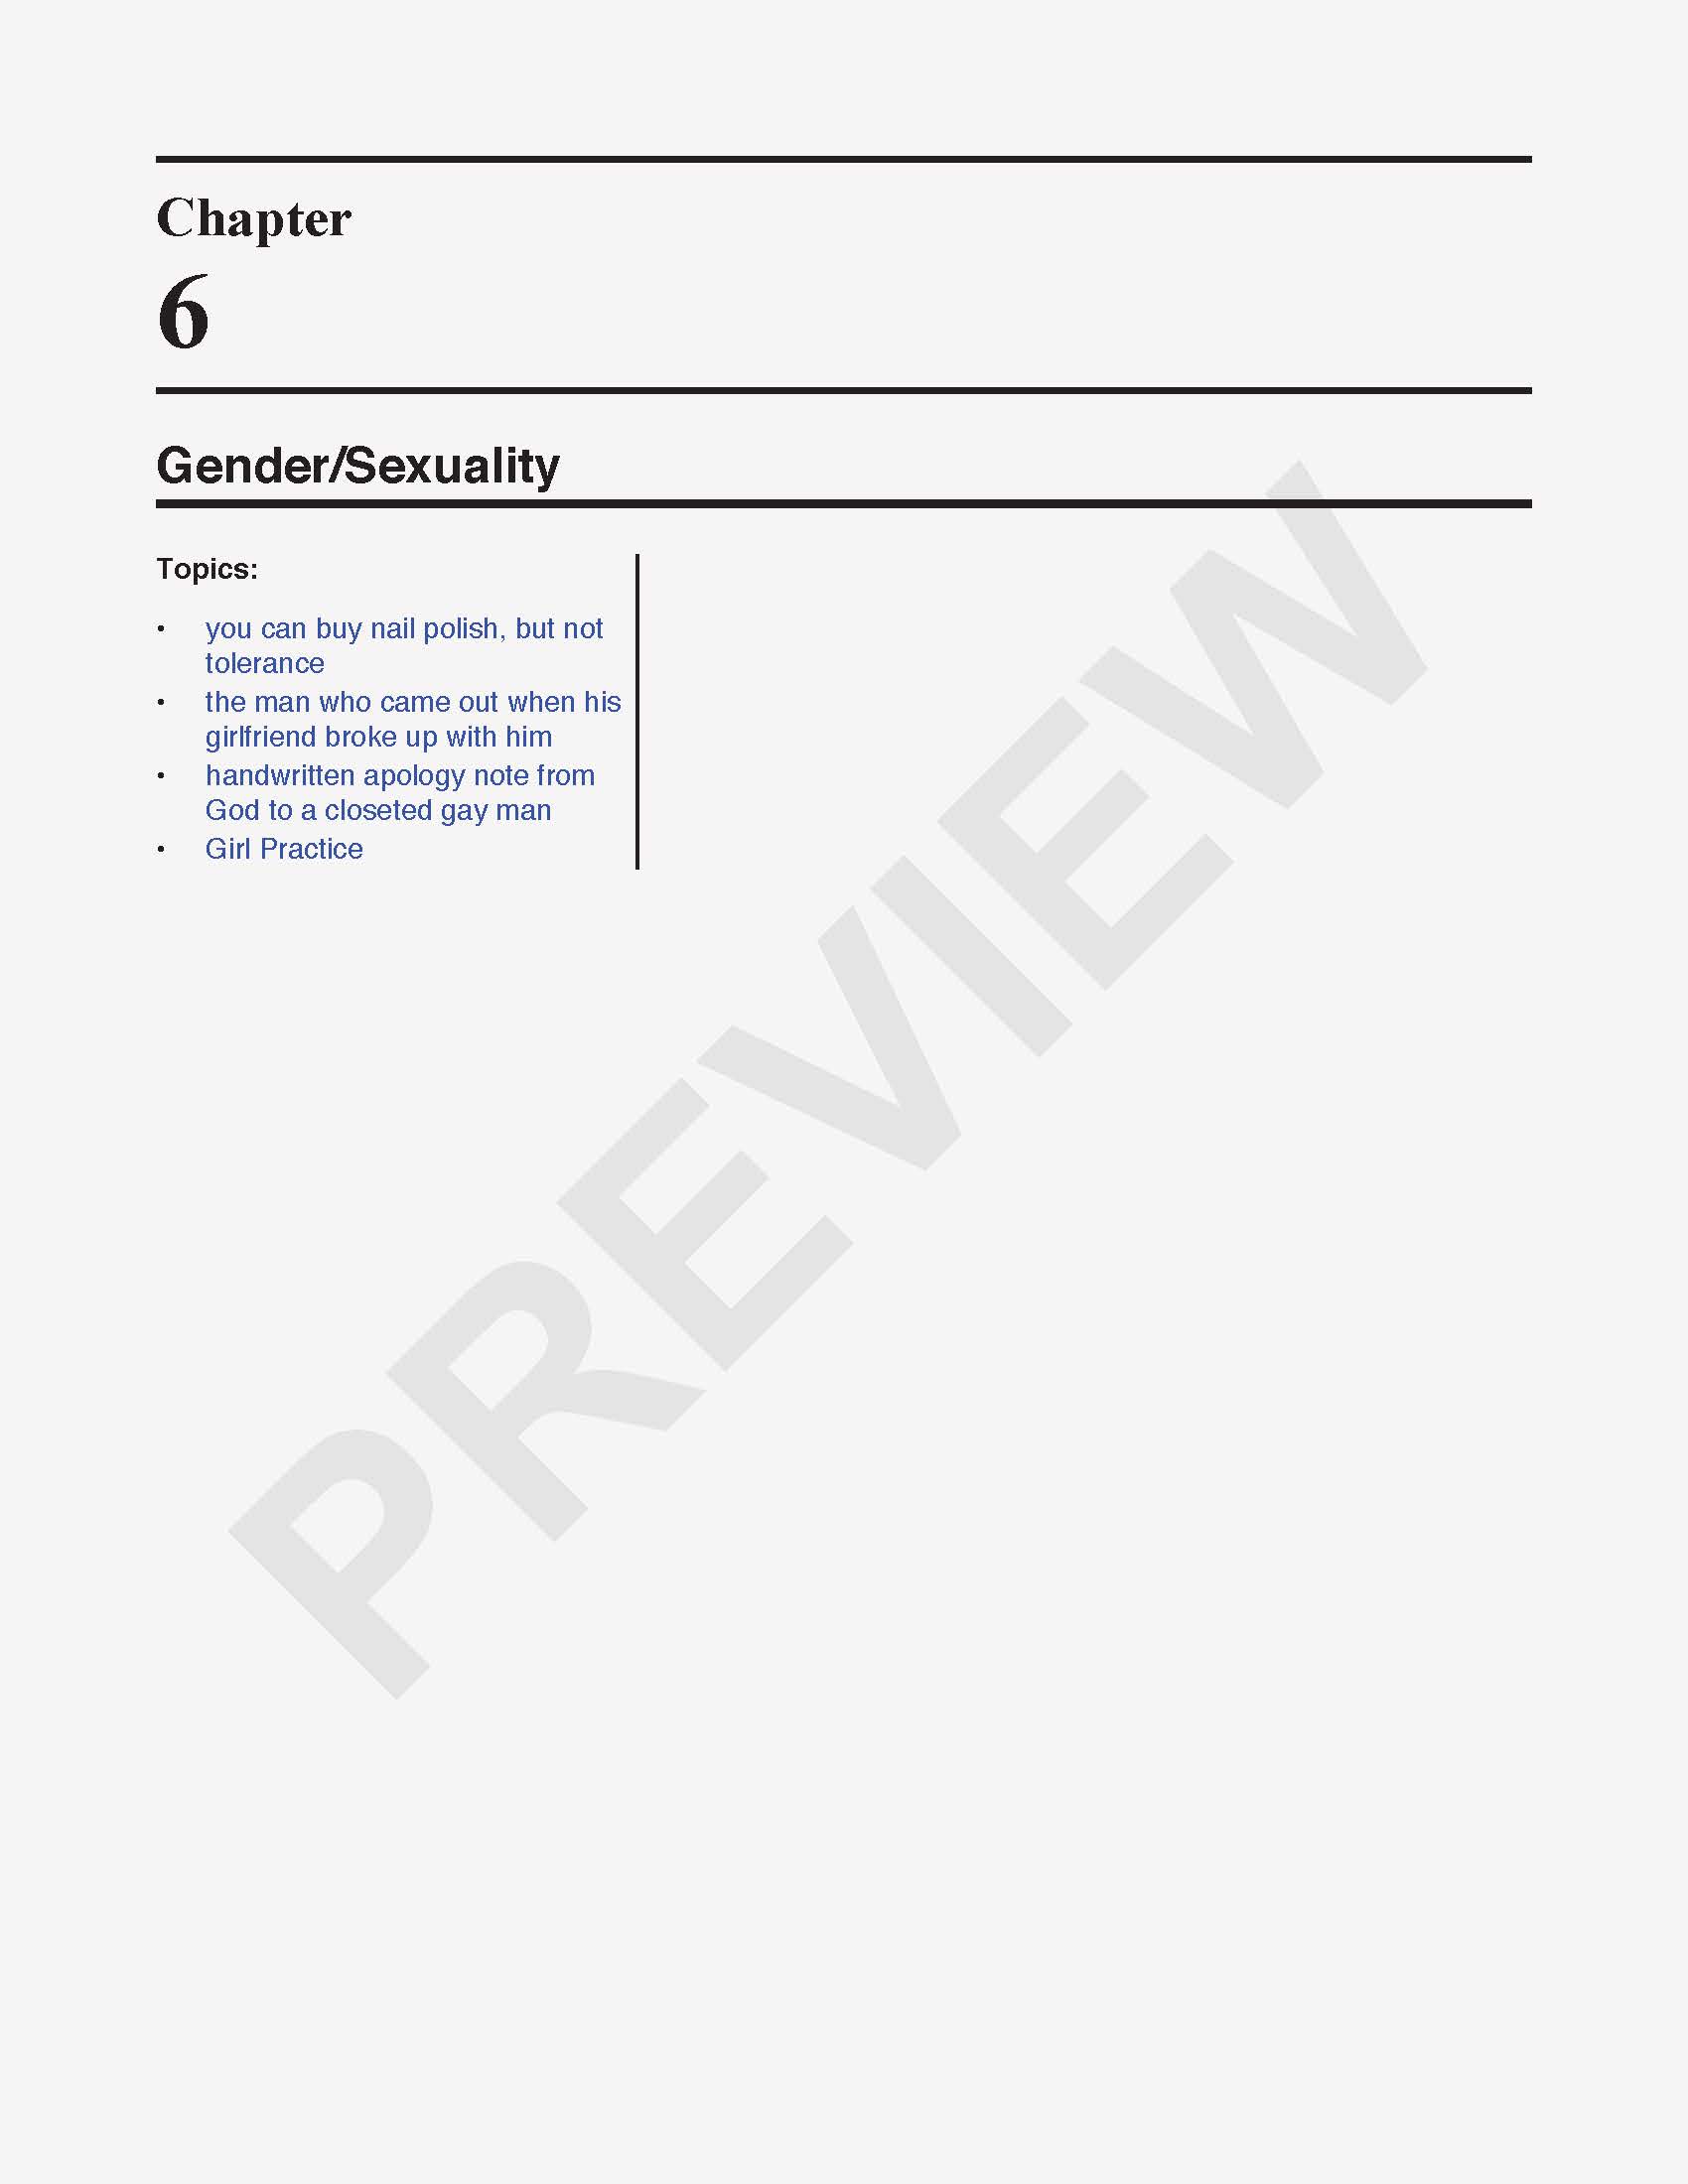 Chapter
6
Gender/Sexuality
Topics:
• you can buy nail polish, but not
tolerance
• the man who came out when his
girlfriend broke up with him
• handwritten apology note from
God to a closeted gay man
• Girl Practice
PREVIEW